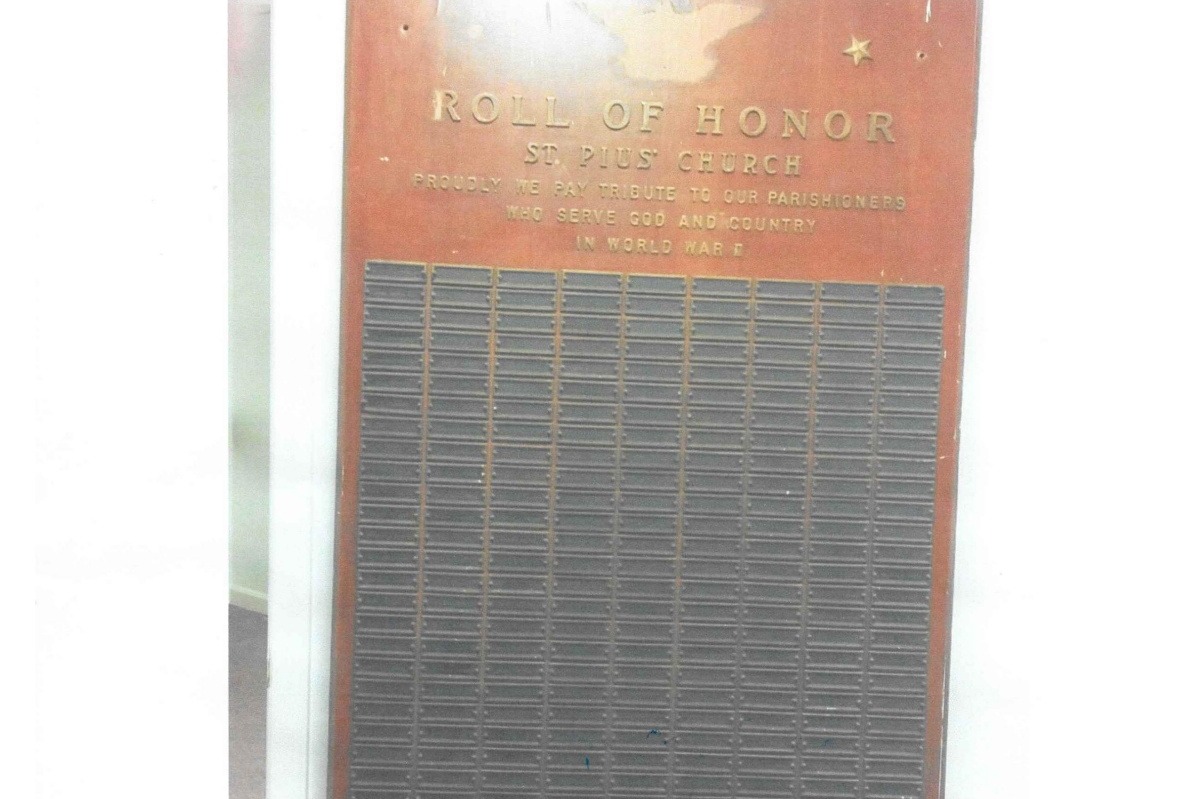 ROLL OF HONOR
ST. PIUS' CHURCH
PROUDLY WE PAY TRIBUTE TO OUR PARISHIONERS
WHO SERVE GOD AND COUNTRY
IN WORLD WAR II